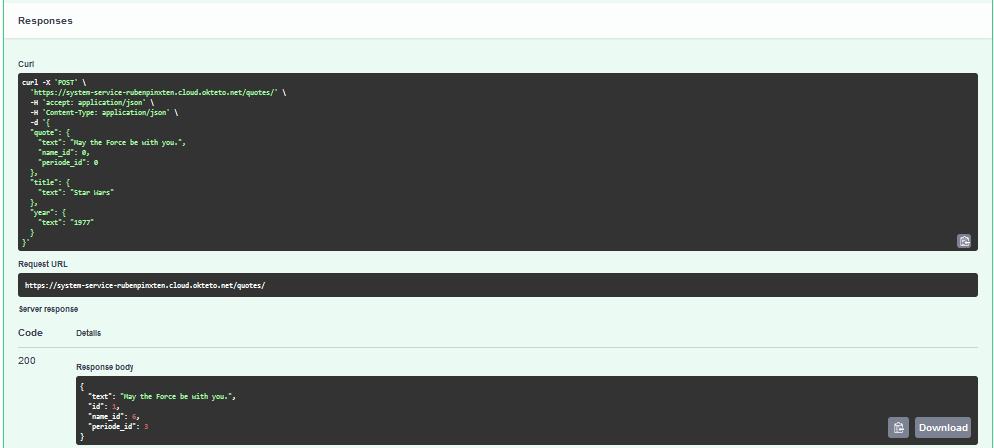 Responses
Curl
curl -X 'POST' \
'https://system-service-rubenpinxten.cloud.okteto.net/quotes/' \
-H 'accept: application/json' \
-H 'Content-Type: application/json' \
-d '{
"quote": {
"text": "May the Force be with you.",
"name_id": 0,
"periode_id": 0
},
"title": {
"text": "Star Wars"
},
"year": {
"text": "1977"
}
}'
Request URL
https://system-service-rubenpinxten.cloud.okteto.net/quotes/
Server response
Code Details
200
Response body
{
"text": "May the Force be with you.",
"id": 1,
"name_id": 6,
"periode_id": 3
}
Download